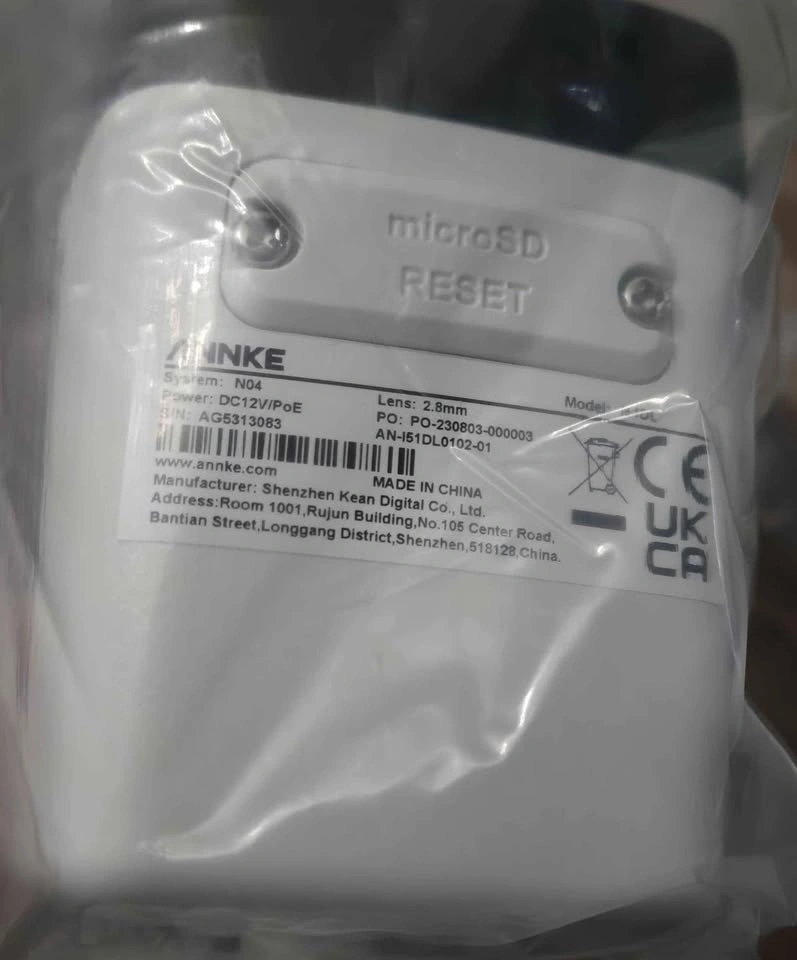 microSD
RESET
ANNKE
System: N04
Lens: 2.8mm
Model:
Power: DC12V/PoE
PO: PO-230803-000003
S/N: AG5313083
AN-I51DL0102-01
www.annke.com
MADE IN CHINA
Manufacturer: Shenzhen Kean Digital Co., Ltd.
Address:Room 1001,Rujun Building,No.105 Center Road,
Bantian Street,Longgang District,Shenzhen,518128,China.
CE
UK
CA